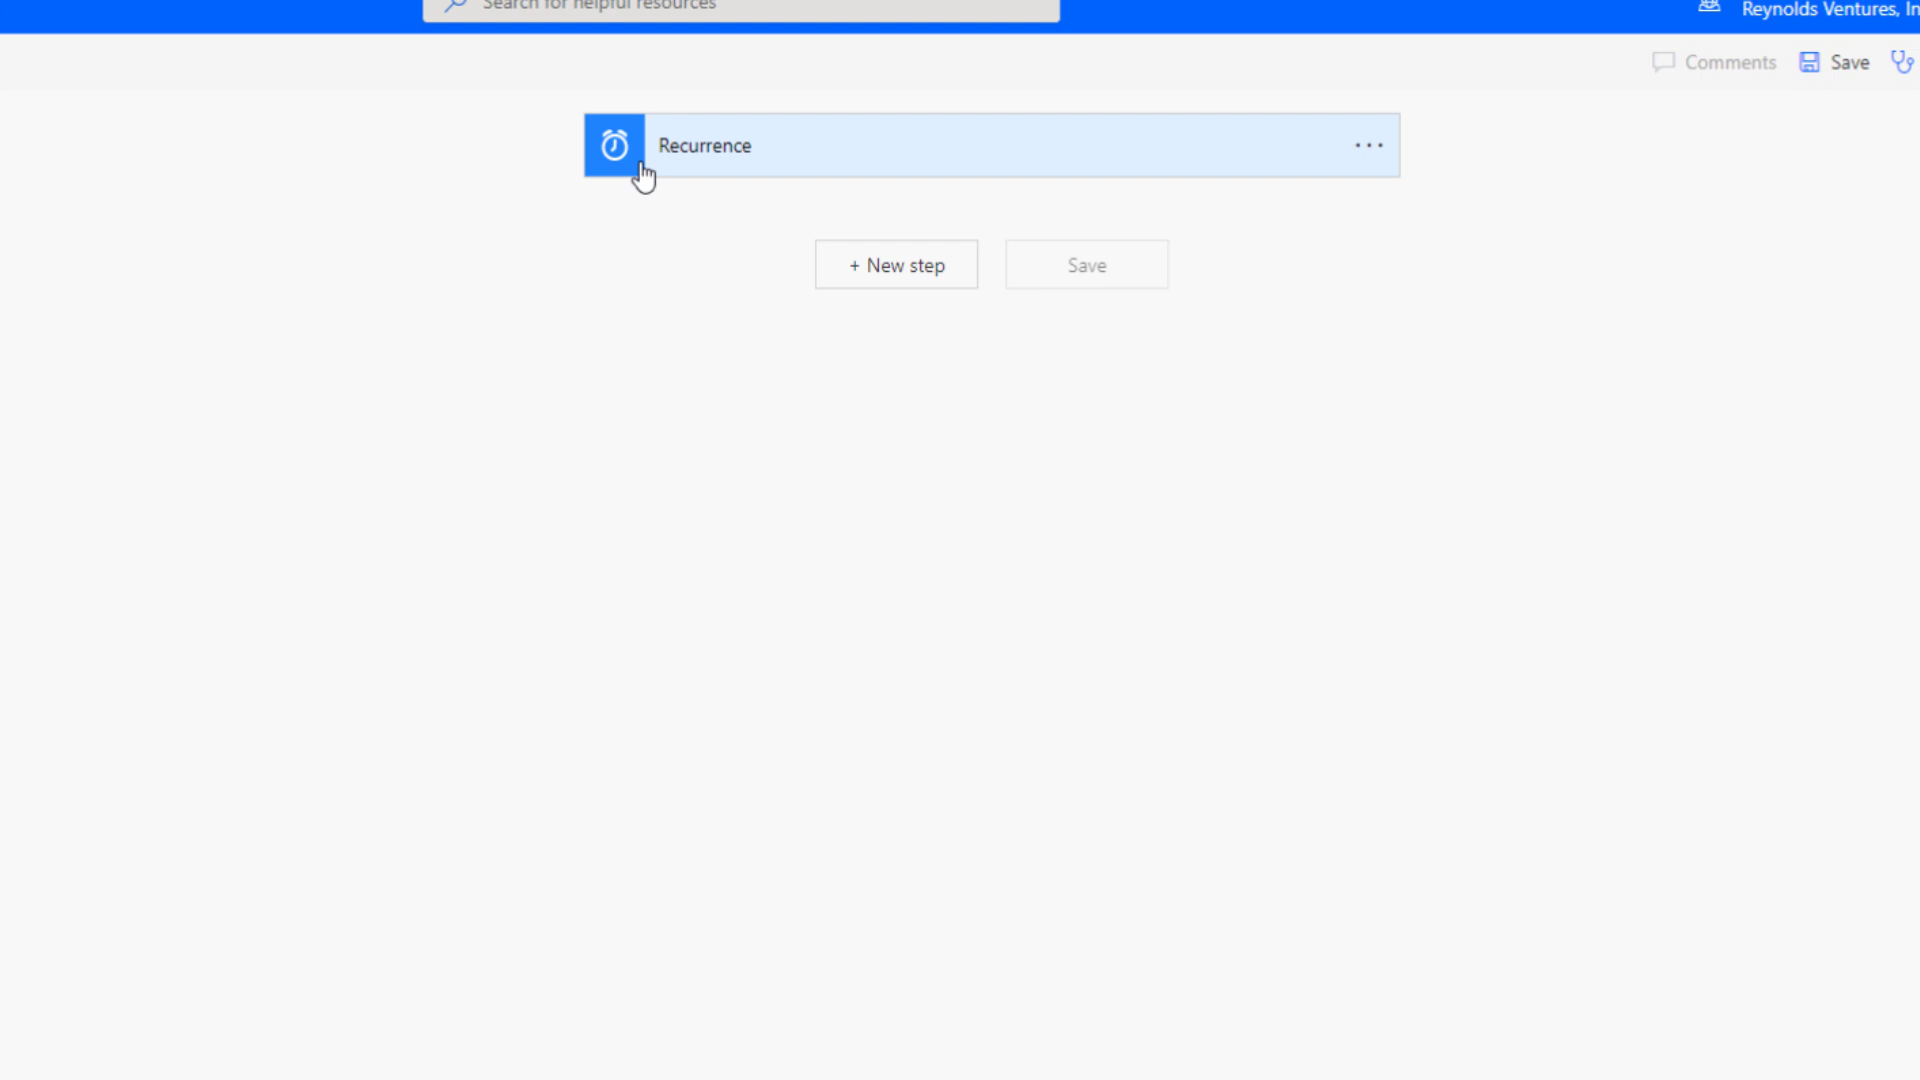 Search for helpful resources
Reynolds Ventures, In
Comments
Save
Recurrence
+ New step
Save